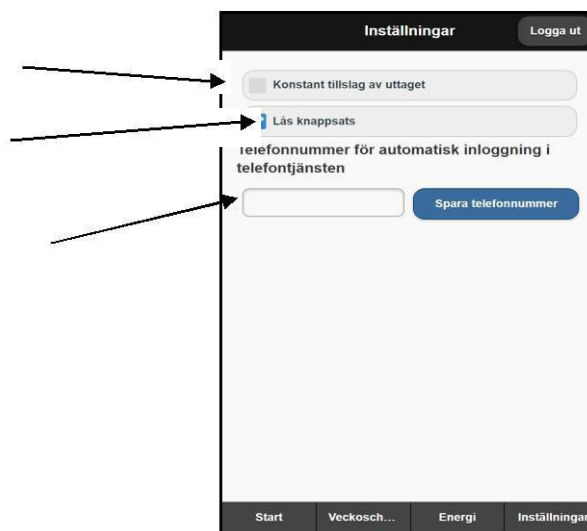 Inställningar
Logga ut
Konstant tillslag av uttaget
Lås knappsats
Telefonnummer för automatisk inloggning i
telefontjänsten
Spara telefonnummer
Start
Veckosch...
Energi
Inställningar